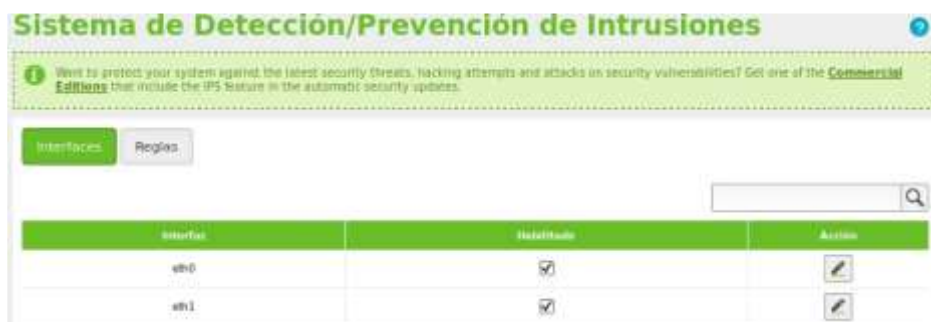 Sistema de Detección/Prevención de Intrusiones
Want to protect your system against the latest security threats, hacking attempts and attacks on security vulnerabilities? Get one of the Commercial
Editions that include the IPS feature in the automatic security updates.
Interfaces Reglas
Interfaz Habilitado Acción
eth0
eth1